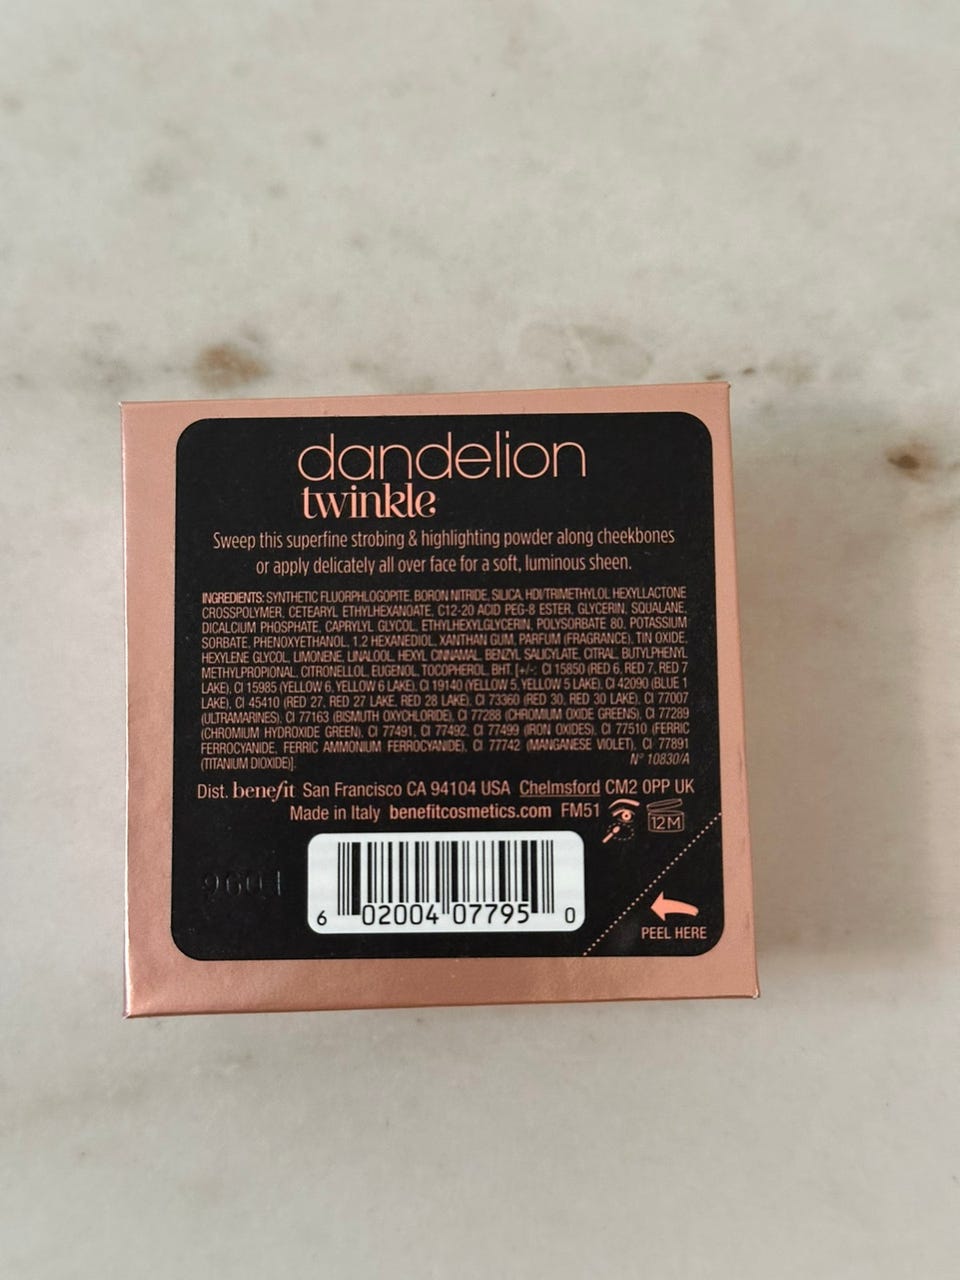 dandelion
twinkle
Sweep this superfine strobing & highlighting powder along cheekbones
or apply delicately all over face for a soft, luminous sheen.
INGREDIENTS: SYNTHETIC FLUORPHLOGOPITE, BORON NITRIDE, SILICA, HDI/TRIMETHYLOL HEXYLLACTONE
CROSSPOLYMER, CETEARYL ETHYLHEXANOATE, C12-20 ACID PEG-8 ESTER, GLYCERIN, SQUALANE,
DICALCIUM PHOSPHATE, CAPRYLYL GLYCOL, ETHYLHEXYLGLYCERIN, POLYSORBATE 80, POTASSIUM
SORBATE, PHENOXYETHANOL, 1,2 HEXANEDIOL, XANTHAN GUM, PARFUM (FRAGRANCE), TIN OXIDE,
HEXYLENE GLYCOL, LIMONENE, LINALOOL, HEXYL CINNAMAL, BENZYL SALICYLATE, CITRAL, BUTYLPHENYL
METHYLPROPIONAL, CITRONELLOL, EUGENOL, TOCOPHEROL, BHT, [+/-: CI 15850 (RED 6, RED 7, RED 7
LAKE), CI 15985 (YELLOW 6, YELLOW 6 LAKE), CI 19140 (YELLOW 5, YELLOW 5 LAKE), CI 42090 (BLUE 1
LAKE), CI 45410 (RED 27, RED 27 LAKE, RED 28 LAKE), CI 73360 (RED 30, RED 30 LAKE), CI 77007
(ULTRAMARINES), CI 77163 (BISMUTH OXYCHLORIDE), CI 77288 (CHROMIUM OXIDE GREENS), CI 77289
(CHROMIUM HYDROXIDE GREEN), CI 77491, CI 77492, CI 77499 (IRON OXIDES), CI 77510 (FERRIC
FERROCYANIDE, FERRIC AMMONIUM FERROCYANIDE), CI 77742 (MANGANESE VIOLET), CI 77891
(TITANIUM DIOXIDE)].
N° 10830/A
Dist. benefit San Francisco CA 94104 USA Chelmsford CM2 0PP UK
Made in Italy benefitcosmetics.com FM51
12M
6 02004 07795 0
PEEL HERE